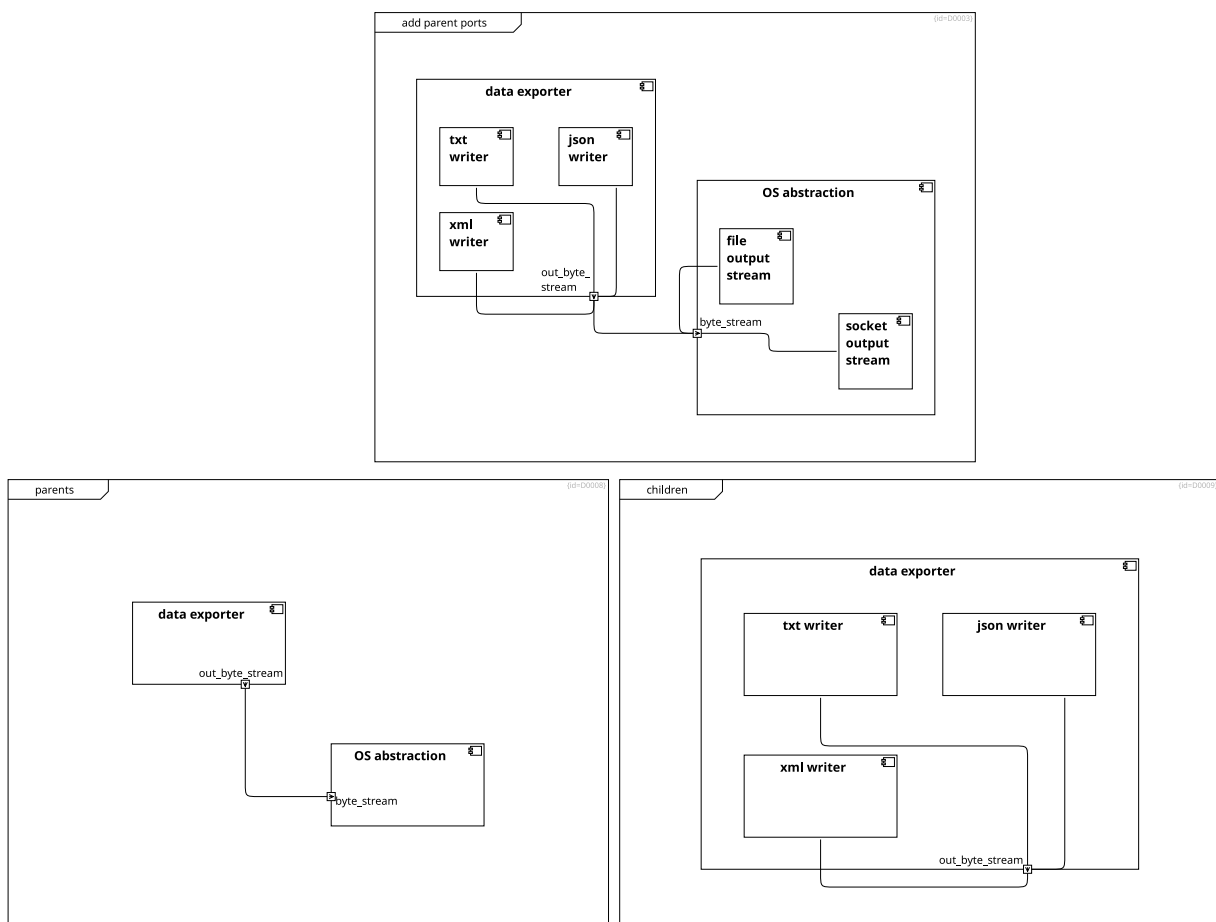 add parent ports
(id=D0003)
data exporter
txt
writer
json
writer
xml
writer
out_byte_
stream
OS abstraction
file
output
stream
byte_stream
socket
output
stream
parents
(id=D0008)
data exporter
out_byte_stream
OS abstraction
byte_stream
children
(id=D0009)
data exporter
txt writer
json writer
xml writer
out_byte_stream